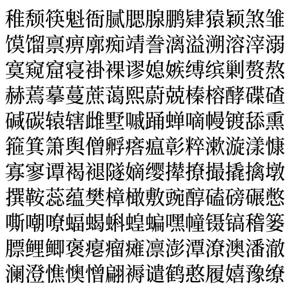 稚颓筷魁衙腻腮腺鹏肄猿颖煞雏
馍馏禀痹廓痴靖誊漓溢溯溶滓溺
寞窥窟寝褂裸谬媳嫉缚缤剿赘熬
赫蔫摹蔓蔗蔼熙蔚兢榛榕酵碟碴
碱碳辕辖雌墅嘁踊蝉嘀幔镀舔熏
箍箕箫舆僧孵瘩瘟彰粹漱漩漾慷
寡寥谭褐褪隧嫡缨撵撩撮撬擒墩
撰鞍蕊蕴樊樟橄敷豌醇磕磅碾憋
嘶嘲嘹蝠蝎蝌蝗蝙嘿幢镊镐稽篓
膘鲤鲫褒瘪瘤瘫凛澎潭潦澳潘澈
澜澄憔懊憎翩褥谴鹤憨履嬉豫缭